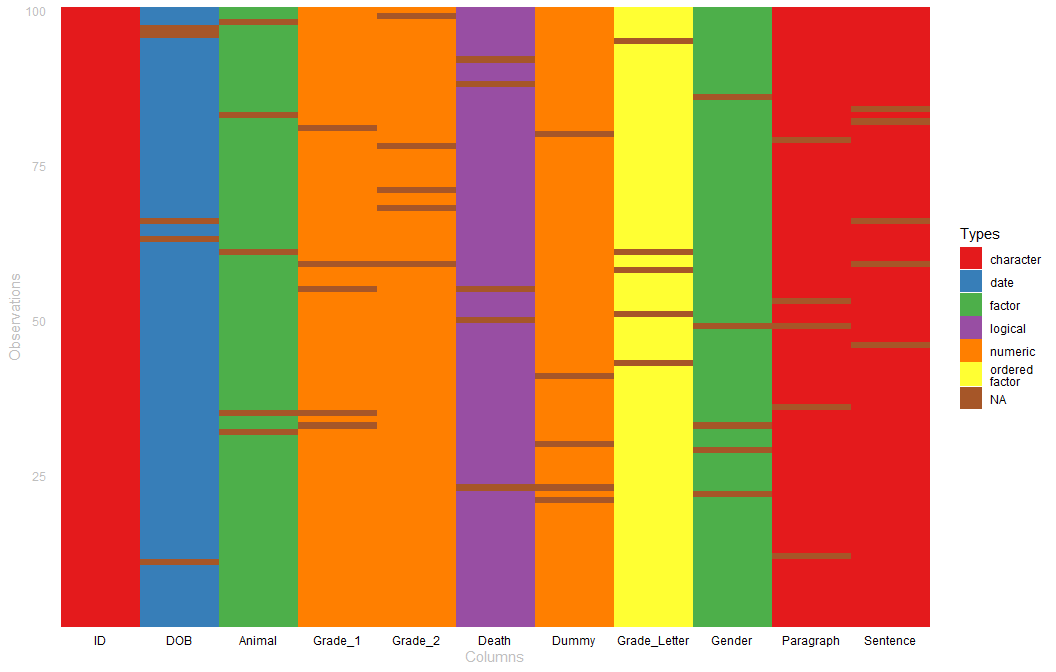 100
75
50
25
Observations
ID DOB Animal Grade_1 Grade_2 Death Dummy Grade_Letter Gender Paragraph Sentence
Columns
Types
character
date
factor
logical
numeric
ordered
factor
NA